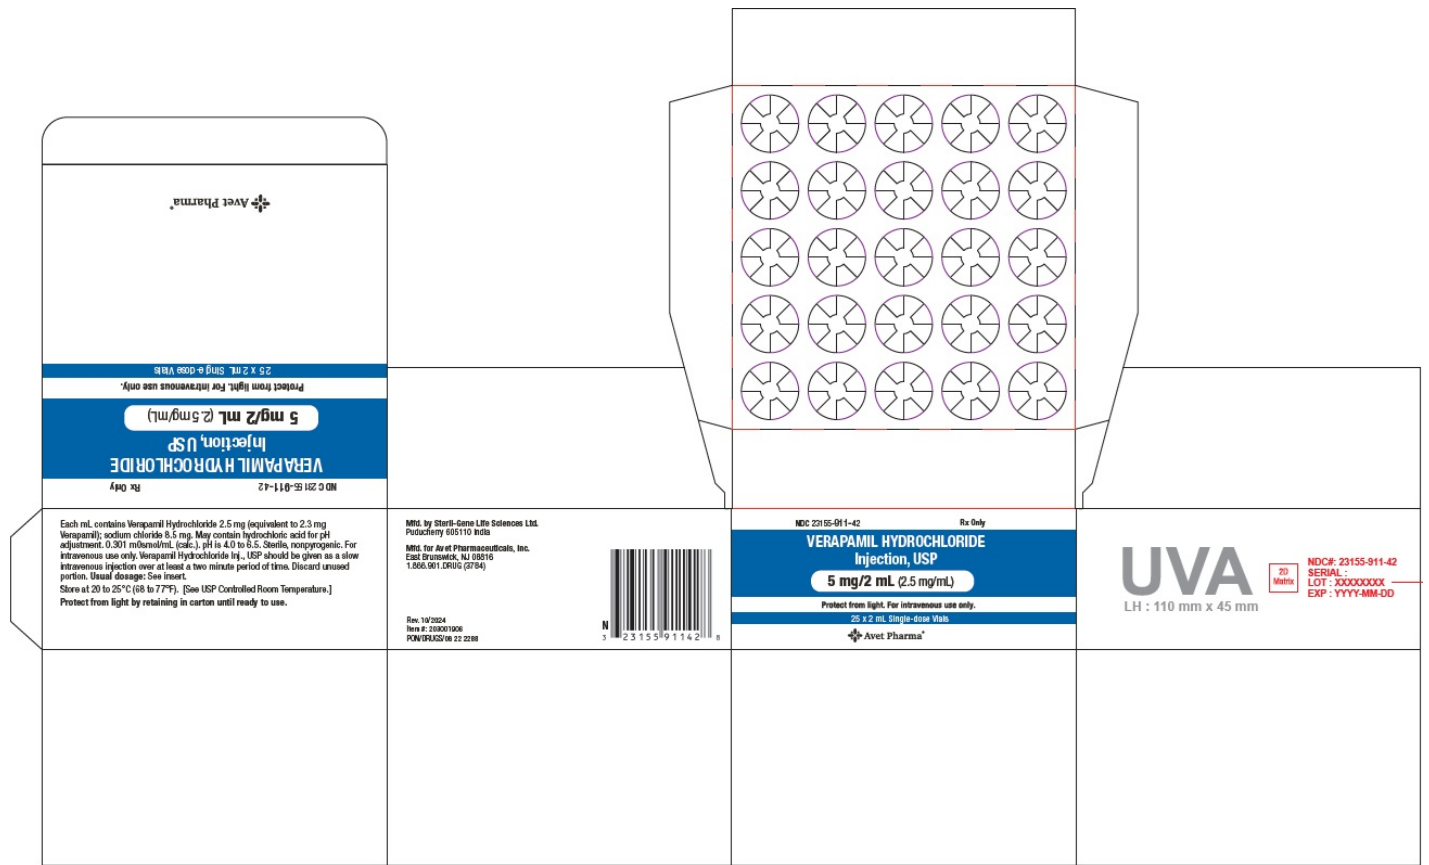 Avet Pharma®
25 x 2 mL Single-dose Vials
Protect from light. For intravenous use only.
5 mg/2 mL (2.5 mg/mL)
VERAPAMIL HYDROCHLORIDE
Injection, USP
NDC 23155-911-42 Rx Only
Each mL contains Verapamil Hydrochloride 2.5 mg (equivalent to 2.3 mg
Verapamil); sodium chloride 8.5 mg. May contain hydrochloric acid for pH
adjustment. 0.301 mOsmol/mL (calc.). pH is 4.0 to 6.5. Sterile, nonpyrogenic. For
intravenous use only. Verapamil Hydrochloride Inj., USP should be given as a slow
intravenous injection over at least a two minute period of time. Discard unused
portion. Usual dosage: See insert.
Store at 20 to 25°C (68 to 77°F). [See USP Controlled Room Temperature.]
Protect from light by retaining in carton until ready to use.
Mfd. by Steril-Gene Life Sciences Ltd.
Puducherry 605110 India
Mfd. for Avet Pharmaceuticals, Inc.
East Brunswick, NJ 08816
1.866.901.DRUG (3784)
Rev. 10/2024
Item #: 203001906
PON/DRUGS/08 22 2288
N
3 23155 91142 8
NDC 23155-911-42 Rx Only
VERAPAMIL HYDROCHLORIDE
Injection, USP
5 mg/2 mL (2.5 mg/mL)
Protect from light. For intravenous use only.
25 x 2 mL Single-dose Vials
Avet Pharma®
UVA
LH : 110 mm x 45 mm
2D
Matrix
NDC#: 23155-911-42
SERIAL :
LOT : XXXXXXXX
EXP : YYYY-MM-DD